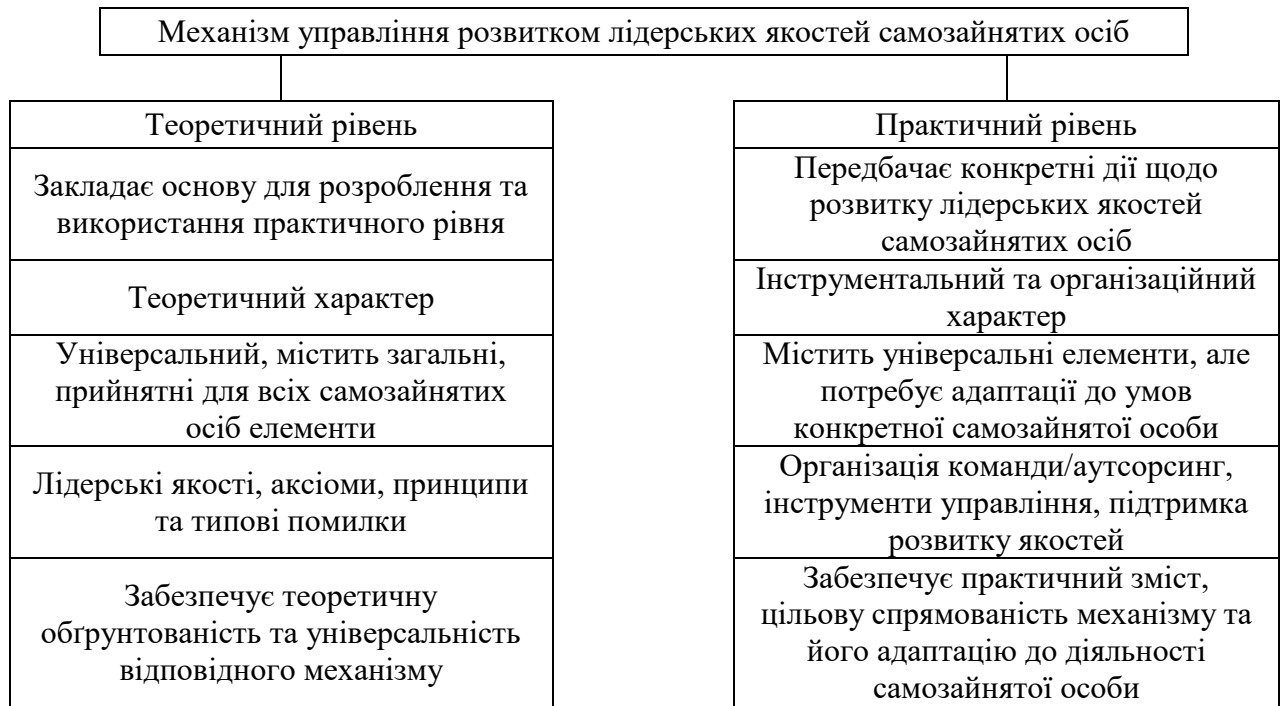 Механізм управління розвитком лідерських якостей самозайнятих осіб
Теоретичний рівень
Закладає основу для розроблення та
використання практичного рівня
Теоретичний характер
Універсальний, містить загальні,
прийнятні для всіх самозайнятих
осіб елементи
Лідерські якості, аксіоми, принципи
та типові помилки
Забезпечує теоретичну
обґрунтованість та універсальність
відповідного механізму
Практичний рівень
Передбачає конкретні дії щодо
розвитку лідерських якостей
самозайнятих осіб
Інструментальний та організаційний
характер
Містить універсальні елементи, але
потребує адаптації до умов
конкретної самозайнятої особи
Організація команди/аутсорсинг,
інструменти управління, підтримка
розвитку якостей
Забезпечує практичний зміст,
цільову спрямованість механізму та
його адаптацію до діяльності
самозайнятої особи